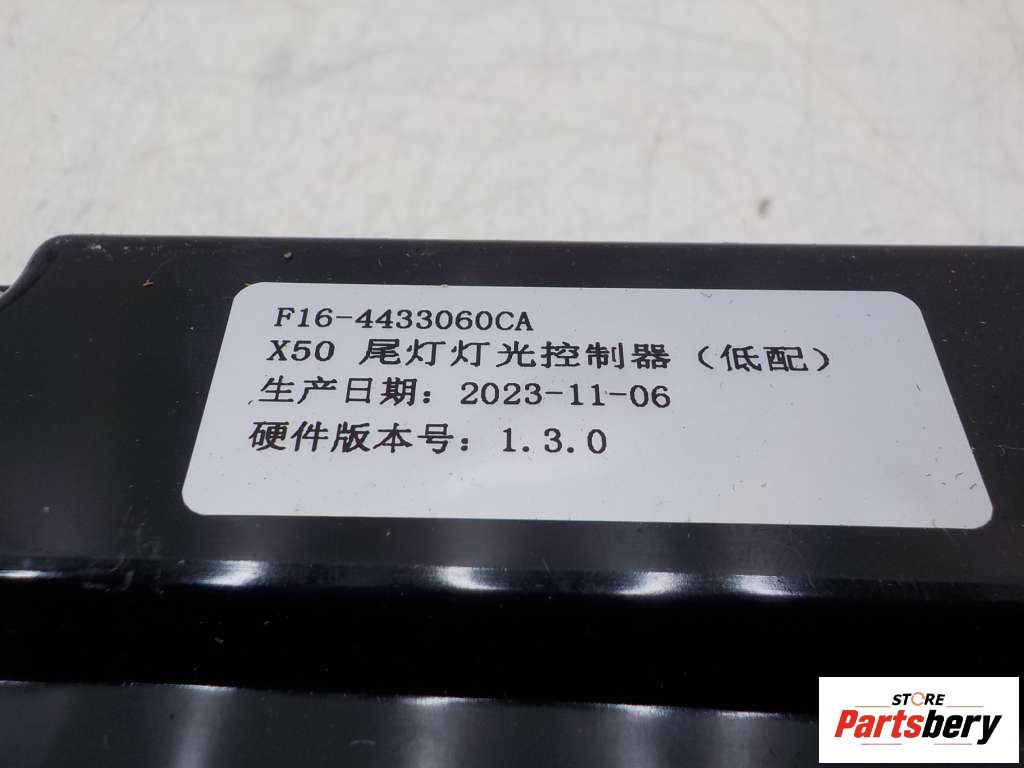 F16-4433060CA
X50 尾灯灯光控制器（低配）
生产日期：2023-11-06
硬件版本号：1.3.0
STORE
Partsbery